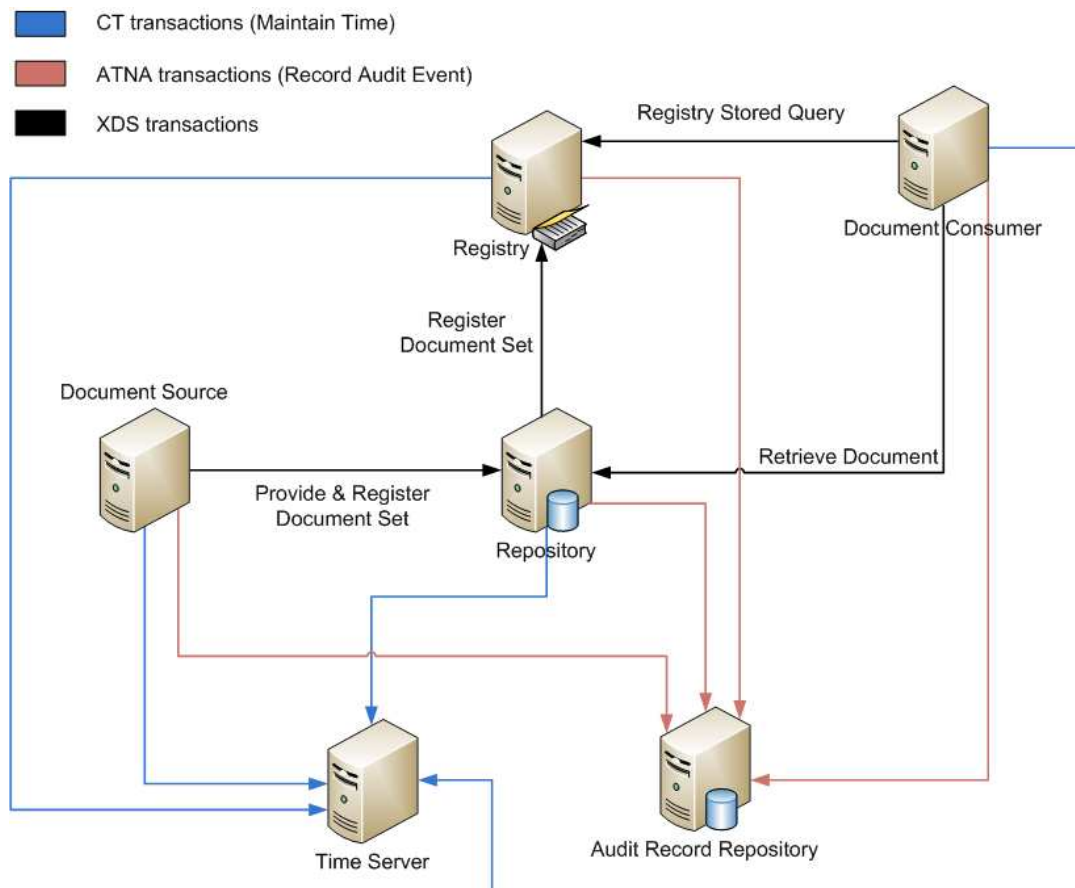 CT transactions (Maintain Time)
ATNA transactions (Record Audit Event)
XDS transactions
Registry Stored Query
Document Consumer
Registry
Register
Document Set
Document Source
Retrieve Document
Provide & Register
Document Set
Repository
Time Server
Audit Record Repository